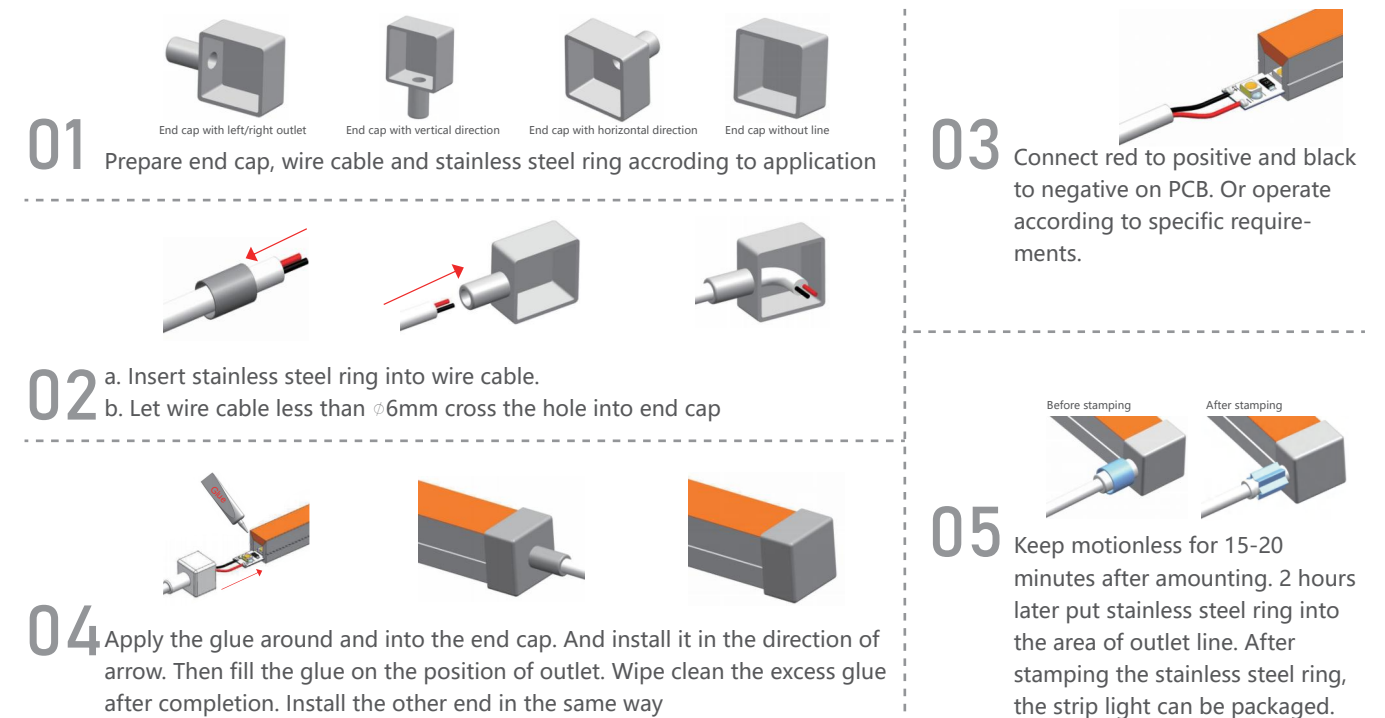 End cap with left/right outlet
End cap with vertical direction
End cap with horizontal direction
End cap without line
01
Prepare end cap, wire cable and stainless steel ring accroding to application
02
a. Insert stainless steel ring into wire cable.
b. Let wire cable less than ∅6mm cross the hole into end cap
03
Connect red to positive and black
to negative on PCB. Or operate
according to specific require-
ments.
Glue
04
Apply the glue around and into the end cap. And install it in the direction of
arrow. Then fill the glue on the position of outlet. Wipe clean the excess glue
after completion. Install the other end in the same way
Before stamping
After stamping
05
Keep motionless for 15-20
minutes after amounting. 2 hours
later put stainless steel ring into
the area of outlet line. After
stamping the stainless steel ring,
the strip light can be packaged.